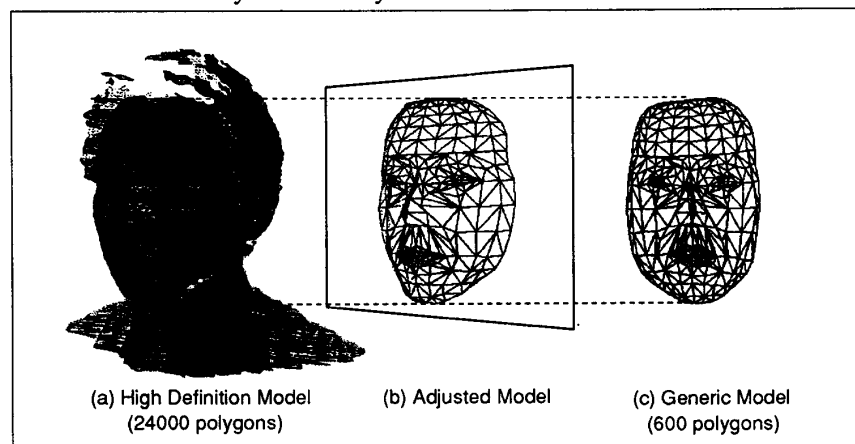 (a) High Definition Model
(24000 polygons)
(b) Adjusted Model
(c) Generic Model
(600 polygons)